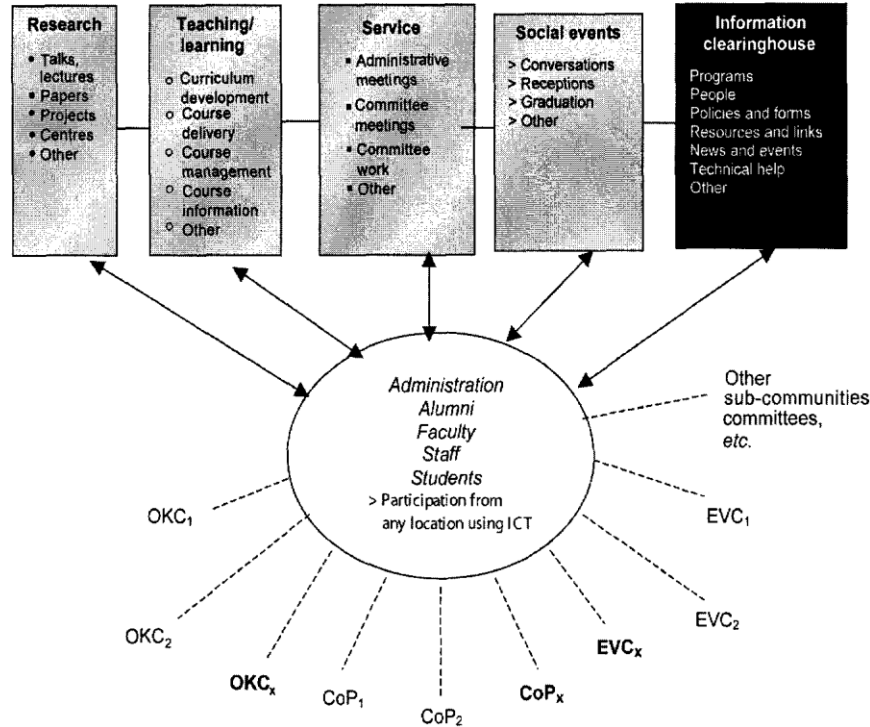 Research
• Talks,
lectures
• Papers
• Projects
• Centres
• Other
Teaching/
learning
o Curriculum
development
o Course
delivery
o Course
management
o Course
information
o Other
Service
▪ Administrative
meetings
▪ Committee
meetings
▪ Committee
work
▪ Other
Social events
> Conversations
> Receptions
> Graduation
> Other
Information
clearinghouse
Programs
People
Policies and forms
Resources and links
News and events
Technical help
Other
Administration
Alumni
Faculty
Staff
Students
> Participation from
any location using ICT
Other
sub-communities
committees,
etc.
OKC₁
OKC₂
OKCₓ
CoP₁
CoP₂
CoPₓ
EVCₓ
EVC₂
EVC₁